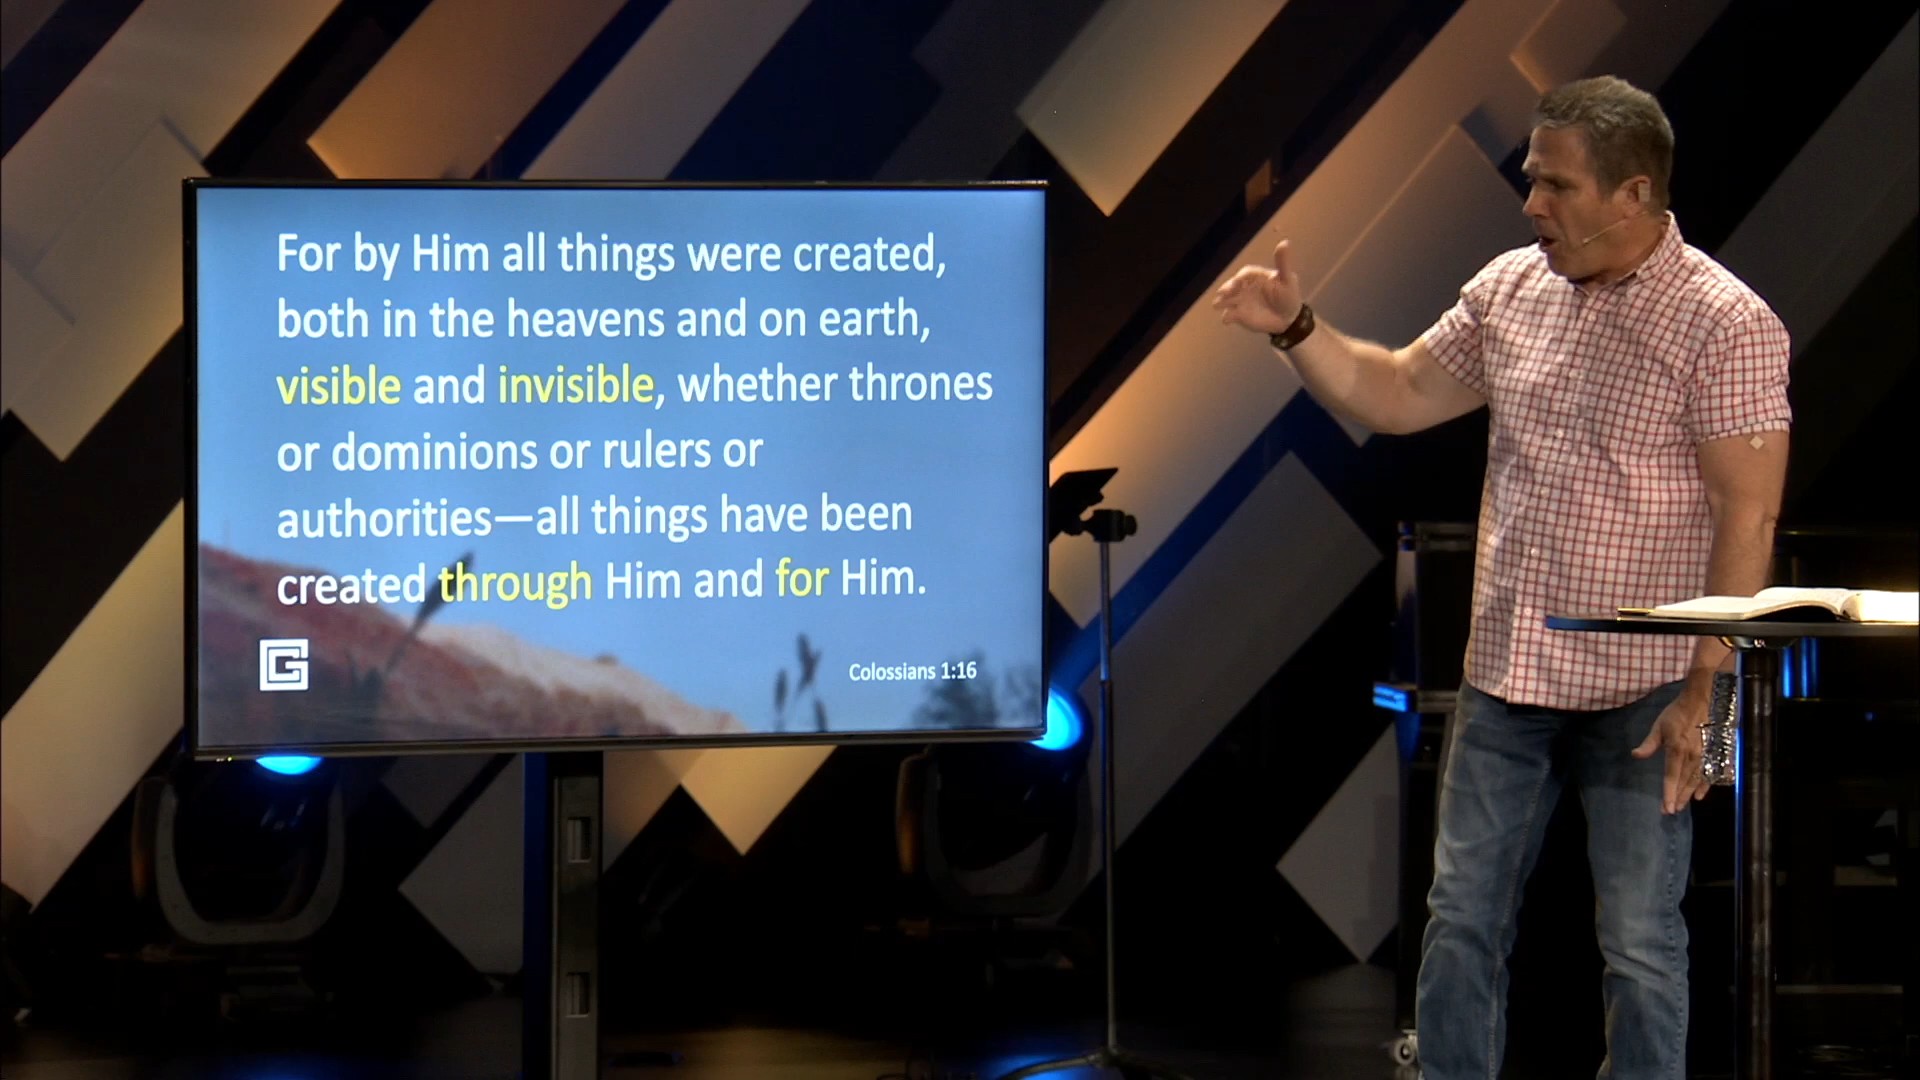 For by Him all things were created,
both in the heavens and on earth,
visible and invisible, whether thrones
or dominions or rulers or
authorities—all things have been
created through Him and for Him.
Colossians 1:16